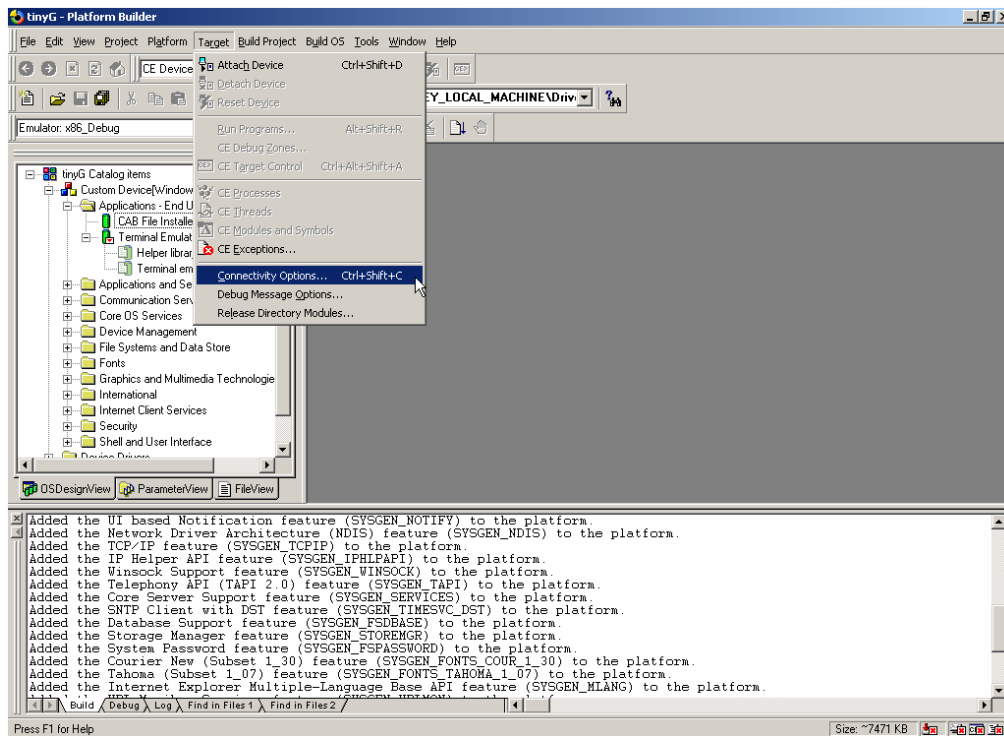 tinyG - Platform Builder
File Edit View Project Platform Target Build Project Build OS Tools Window Help
CE Device
EY_LOCAL_MACHINE\Driv
Emulator: x86_Debug
Attach Device Ctrl+Shift+D
Detach Device
Reset Device
Run Programs... Alt+Shift+R
CE Debug Zones...
CE Target Control Ctrl+Alt+Shift+A
CE Processes
CE Threads
CE Modules and Symbols
CE Exceptions...
Connectivity Options... Ctrl+Shift+C
Debug Message Options...
Release Directory Modules...
tinyG Catalog items
Custom Device[Window
Applications - End U
CAB File Installe
Terminal Emulat
Helper librar
Terminal em
Applications and Se
Communication Serv
Core OS Services
Device Management
File Systems and Data Store
Fonts
Graphics and Multimedia Technologie
International
Internet Client Services
Security
Shell and User Interface
Device Drivers
OSDesignView ParameterView FileView
Added the UI based Notification feature (SYSGEN_NOTIFY) to the platform.
Added the Network Driver Architecture (NDIS) feature (SYSGEN_NDIS) to the platform.
Added the TCP/IP feature (SYSGEN_TCPIP) to the platform.
Added the IP Helper API feature (SYSGEN_IPHLPAPI) to the platform.
Added the Winsock Support feature (SYSGEN_WINSOCK) to the platform.
Added the Telephony API (TAPI 2.0) feature (SYSGEN_TAPI) to the platform.
Added the Core Server Support feature (SYSGEN_SERVICES) to the platform.
Added the SNTP Client with DST feature (SYSGEN_TIMESVC_DST) to the platform.
Added the Database Support feature (SYSGEN_FSDBASE) to the platform.
Added the Storage Manager feature (SYSGEN_STOREMGR) to the platform.
Added the System Password feature (SYSGEN_FSPASSWORD) to the platform.
Added the Courier New (Subset 1_30) feature (SYSGEN_FONTS_COUR_1_30) to the platform.
Added the Tahoma (Subset 1_07) feature (SYSGEN_FONTS_TAHOMA_1_07) to the platform.
Added the Internet Explorer Multiple-Language Base API feature (SYSGEN_MLANG) to the platform.
Build Debug Log Find in Files 1 Find in Files 2
Press F1 for Help
Size: ~7471 KB